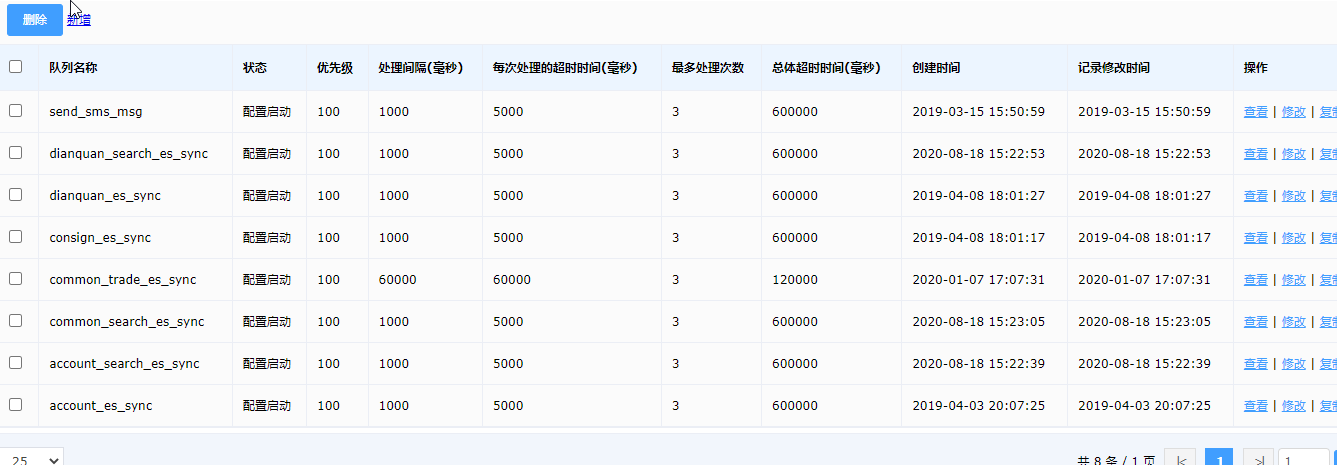 删除 新增
队列名称 状态 优先级 处理间隔(毫秒) 每次处理的超时时间(毫秒) 最多处理次数 总体超时时间(毫秒) 创建时间 记录修改时间 操作
send_sms_msg 配置启动 100 1000 5000 3 600000 2019-03-15 15:50:59 2019-03-15 15:50:59 查看 | 修改 | 复制
dianquan_search_es_sync 配置启动 100 1000 5000 3 600000 2020-08-18 15:22:53 2020-08-18 15:22:53 查看 | 修改 | 复制
dianquan_es_sync 配置启动 100 1000 5000 3 600000 2019-04-08 18:01:27 2019-04-08 18:01:27 查看 | 修改 | 复制
consign_es_sync 配置启动 100 1000 5000 3 600000 2019-04-08 18:01:17 2019-04-08 18:01:17 查看 | 修改 | 复制
common_trade_es_sync 配置启动 100 60000 60000 3 120000 2020-01-07 17:07:31 2020-01-07 17:07:31 查看 | 修改 | 复制
common_search_es_sync 配置启动 100 1000 5000 3 600000 2020-08-18 15:23:05 2020-08-18 15:23:05 查看 | 修改 | 复制
account_search_es_sync 配置启动 100 1000 5000 3 600000 2020-08-18 15:22:39 2020-08-18 15:22:39 查看 | 修改 | 复制
account_es_sync 配置启动 100 1000 5000 3 600000 2019-04-03 20:07:25 2019-04-03 20:07:25 查看 | 修改 | 复制
25 共 8 条 / 1 页 |< 1 >| 1